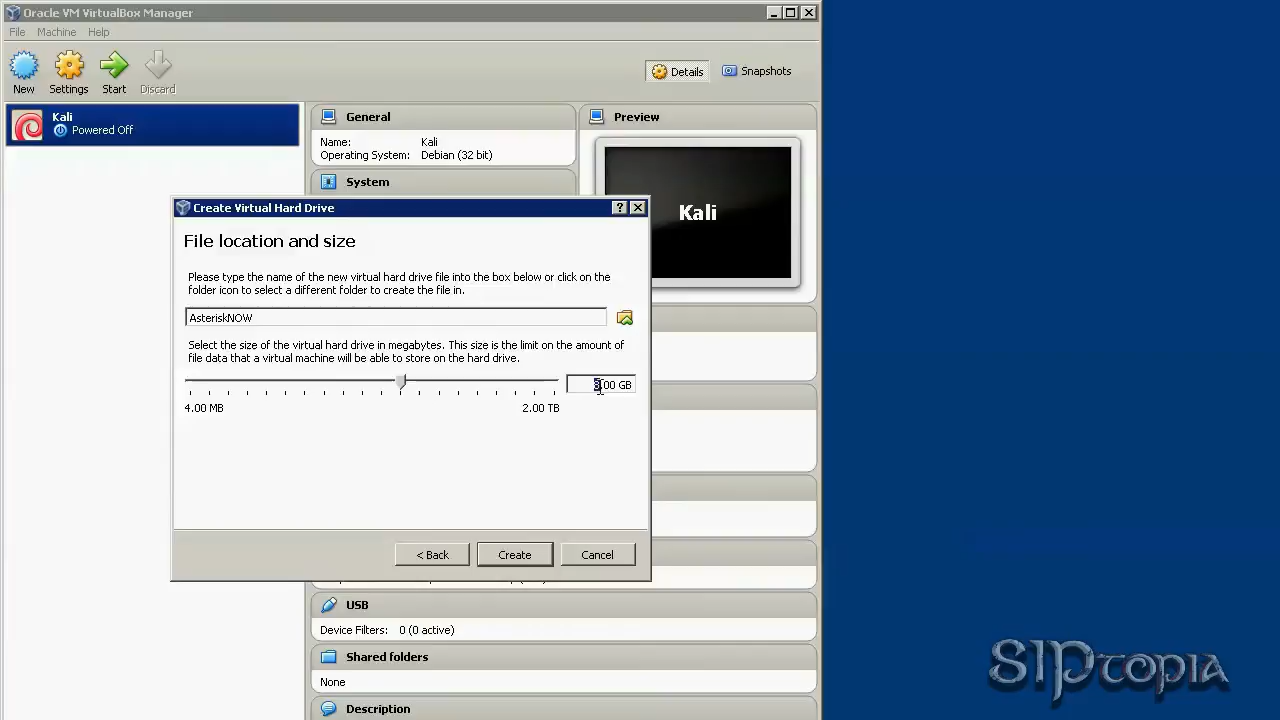 Oracle VM VirtualBox Manager
File Machine Help
New Settings Start Discard
Details Snapshots
Kali
Powered Off
General
Name: Kali
Operating System: Debian (32 bit)
System
Preview
Kali
Create Virtual Hard Drive
File location and size
Please type the name of the new virtual hard drive file into the box below or click on the
folder icon to select a different folder to create the file in.
AsteriskNOW
Select the size of the virtual hard drive in megabytes. This size is the limit on the amount of
file data that a virtual machine will be able to store on the hard drive.
GB
4.00 MB 2.00 TB
< Back Create Cancel
USB
Device Filters: 0 (0 active)
Shared folders
None
Description
SIPtopia